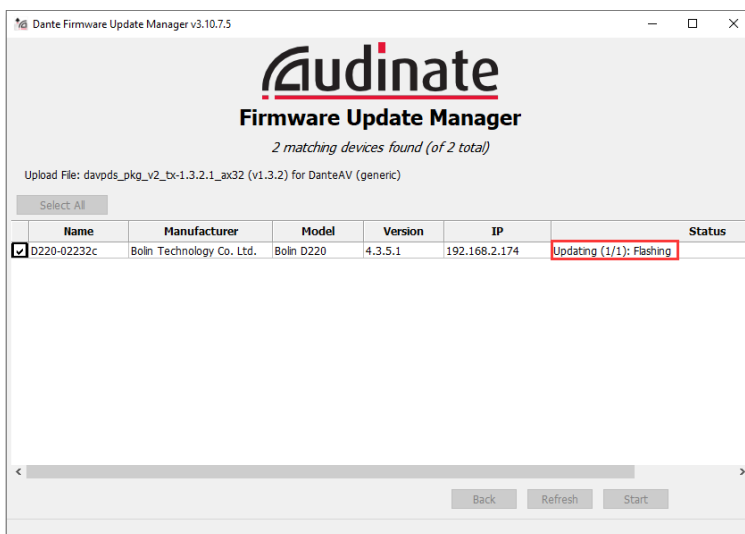 Dante Firmware Update Manager v3.10.7.5
Audinate
Firmware Update Manager
2 matching devices found (of 2 total)
Upload File: davpds_pkg_v2_tx-1.3.2.1_ax32 (v1.3.2) for DanteAV (generic)
Select All
Name Manufacturer Model Version IP Status
D220-02232c Bolin Technology Co. Ltd. Bolin D220 4.3.5.1 192.168.2.174 Updating (1/1): Flashing
Back Refresh Start